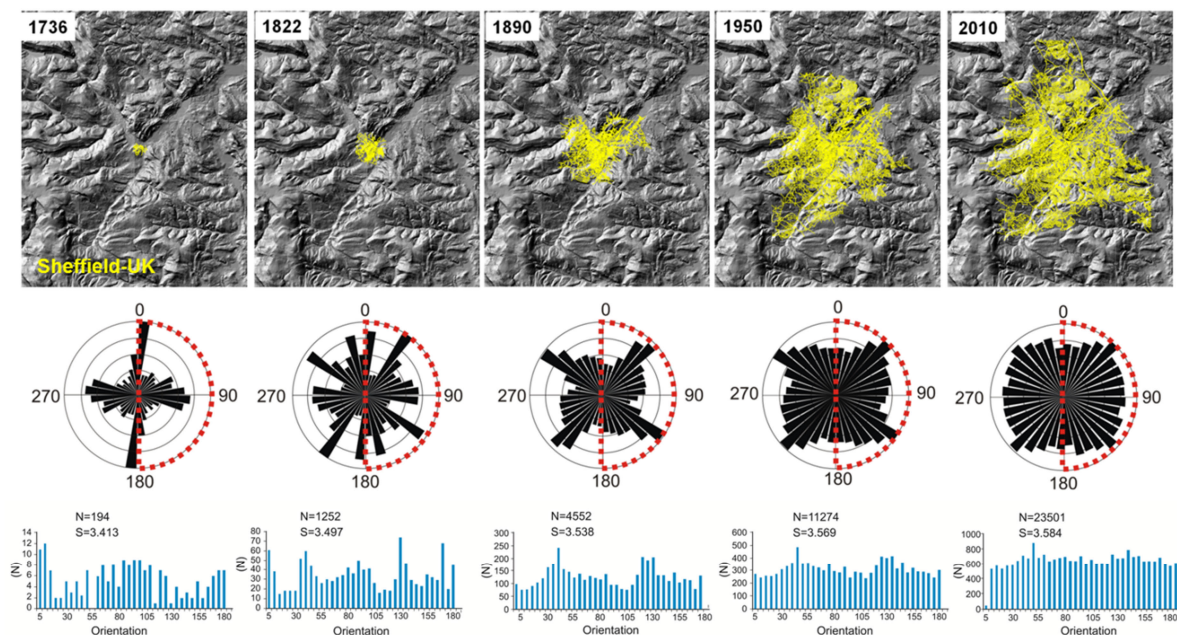 1736
1822
1890
1950
2010
Sheffield-UK
0
270
90
180
0
270
90
180
0
270
90
180
0
270
90
180
0
270
90
180
N=194
S=3.413
(N)
14
12
10
8
6
4
2
0
5 30 55 80 105 130 155 180
Orientation
N=1252
S=3.497
(N)
80
70
60
50
40
30
20
10
0
5 30 55 80 105 130 155 180
Orientation
N=4552
S=3.538
(N)
300
250
200
150
100
50
0
5 30 55 80 105 130 155 180
Orientation
N=11274
S=3.569
(N)
600
500
400
300
200
100
0
5 30 55 80 105 130 155 180
Orientation
N=23501
S=3.584
(N)
1000
800
600
400
200
0
5 30 55 80 105 130 155 180
Orientation